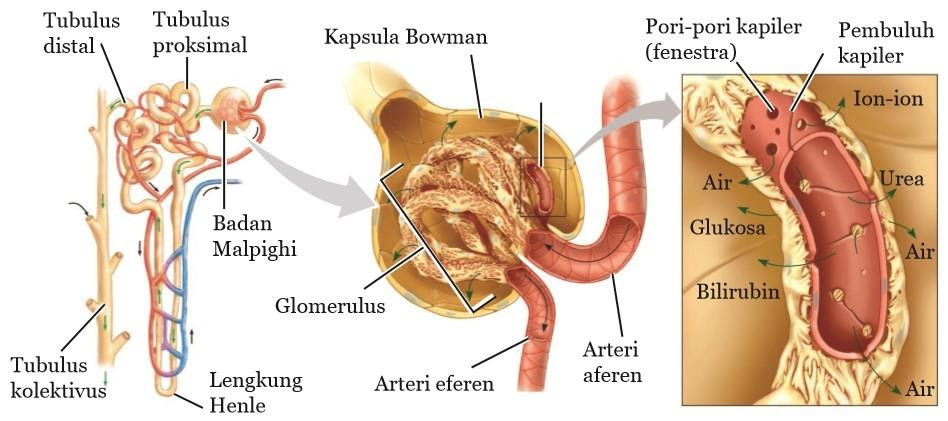 Tubulus
distal
Tubulus
proksimal
Badan
Malpighi
Tubulus
kolektivus
Lengkung
Henle
Kapsula Bowman
Glomerulus
Arteri eferen
Arteri
aferen
Pori-pori kapiler
(fenestra)
Pembuluh
kapiler
Ion-ion
Air
Urea
Glukosa
Air
Bilirubin
Air